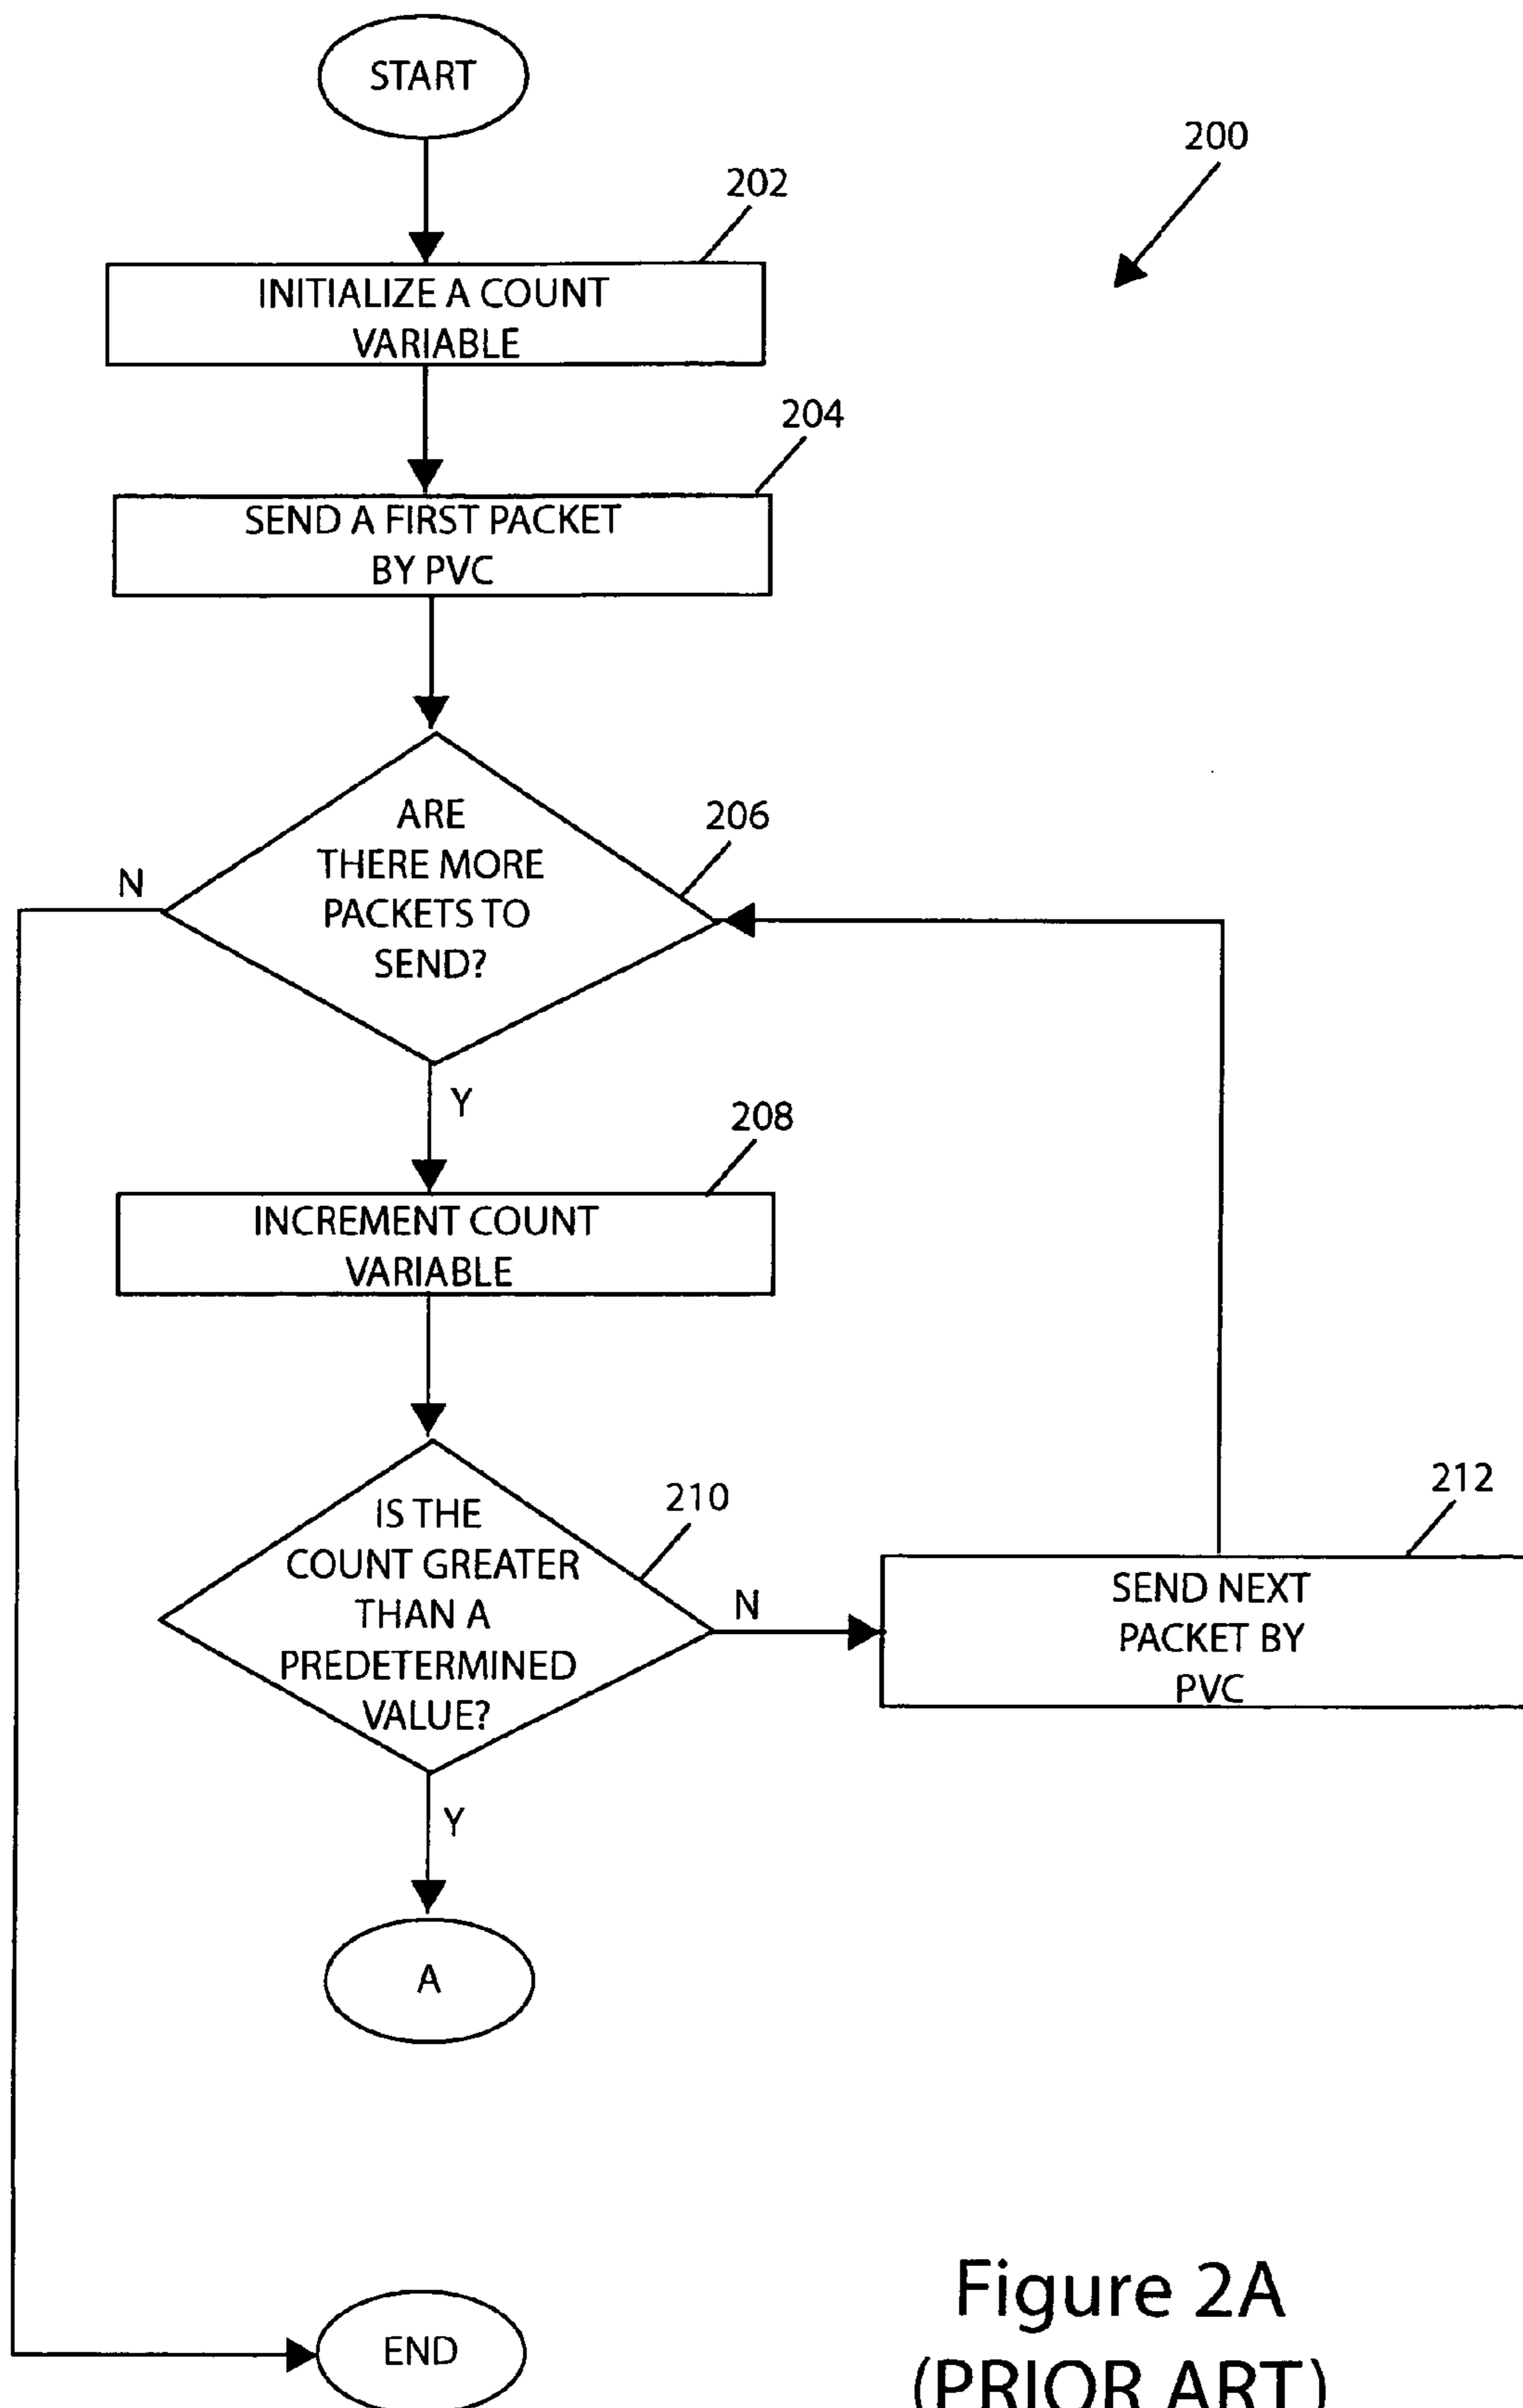 START
200
202
INITIALIZE A COUNT
VARIABLE
204
SEND A FIRST PACKET
BY PVC
206
ARE
THERE MORE
PACKETS TO
SEND?
N
Y
208
INCREMENT COUNT
VARIABLE
210
IS THE
COUNT GREATER
THAN A
PREDETERMINED
VALUE?
N
212
SEND NEXT
PACKET BY
PVC
Y
A
END
Figure 2A
(PRIOR ART)